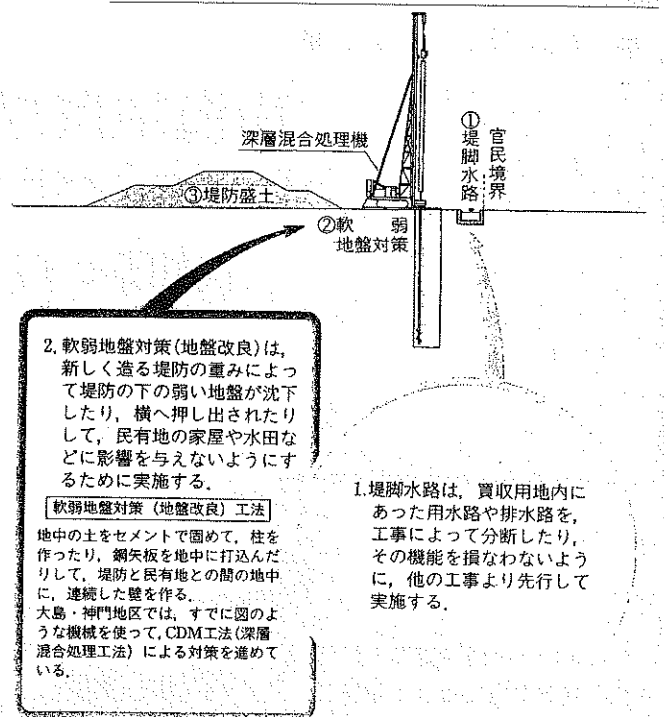 深層混合処理機
①堤脚水路
官民境界
③堤防盛土
②軟弱
地盤対策
2. 軟弱地盤対策(地盤改良)は,
新しく造る堤防の重みによっ
て堤防の下の弱い地盤が沈下
したり, 横へ押し出されたり
して, 民有地の家屋や水田な
どに影響を与えないようにす
るために実施する.
軟弱地盤対策 (地盤改良) 工法
地中の土をセメントで固めて, 柱を
作ったり, 鋼矢板を地中に打込んだ
りして, 堤防と民有地との間の地中
に, 連続した壁を作る.
大島・神門地区では, すでに図のよ
うな機械を使って, CDM工法(深層
混合処理工法) による対策を進めて
いる.
1. 堤脚水路は, 買収用地内に
あった用水路や排水路を,
工事によって分断したり,
その機能を損なわないよう
に, 他の工事より先行して
実施する.